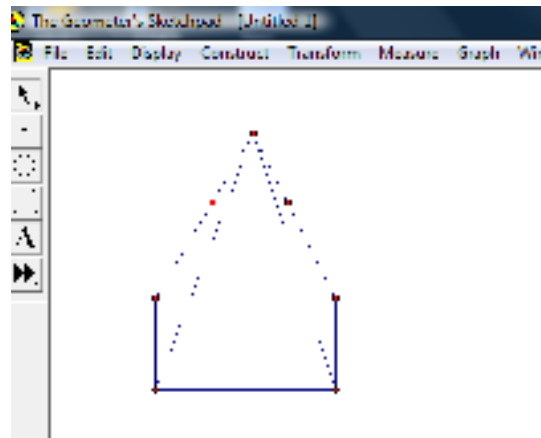 The Geometer's Sketchpad - [Untitled 1]
File Edit Display Construct Transform Measure Graph
A